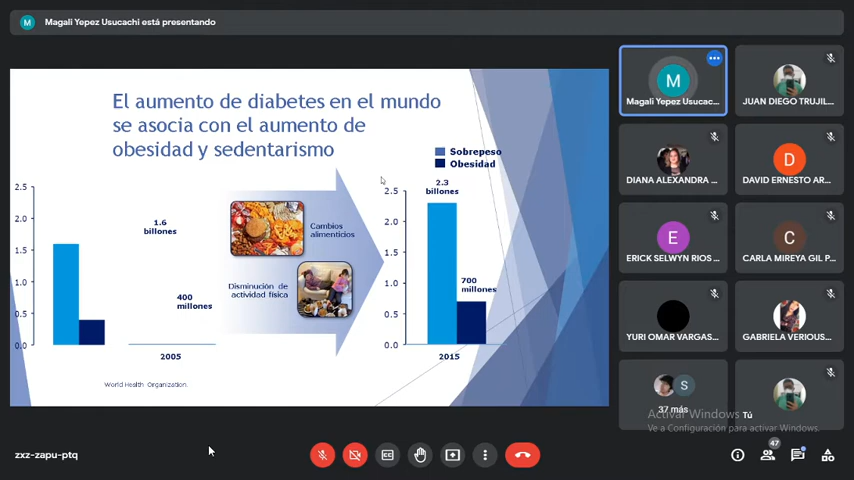 M
Magali Yepez Usucachi está presentando
El aumento de diabetes en el mundo
se asocia con el aumento de
obesidad y sedentarismo
Sobrepeso
Obesidad
2.5
2.0
1.5
1.0
0.5
0.0
1.6
billones
400
millones
2005
Cambios
alimenticios
Disminución de
actividad física
2.5
2.0
1.5
1.0
0.5
0.0
2.3
billones
700
millones
2015
World Health Organization.
M
Magali Yepez Usucac...
JUAN DIEGO TRUJIL...
DIANA ALEXANDRA ...
D
DAVID ERNESTO AR...
E
ERICK SELWYN RIOS ...
C
CARLA MIREYA GIL P...
YURI OMAR VARGAS...
GABRIELA VERIOUS...
S
37 más
Tú
Activar Windows
Ve a Configuración para activar Windows.
zxz-zapu-ptq
CC
47